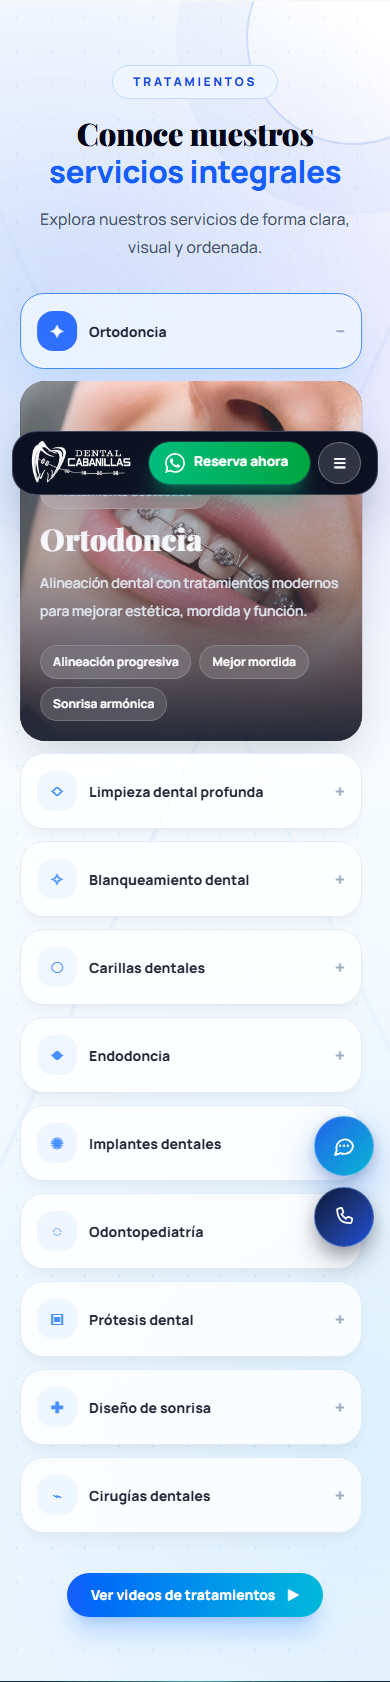 TRATAMIENTOS
Conoce nuestros
servicios integrales
Explora nuestros servicios de forma clara,
visual y ordenada.
Ortodoncia
DENTAL
CABANILLAS
Reserva ahora
Ortodoncia
Alineación dental con tratamientos modernos
para mejorar estética, mordida y función.
Alineación progresiva
Mejor mordida
Sonrisa armónica
Limpieza dental profunda
Blanqueamiento dental
Carillas dentales
Endodoncia
Implantes dentales
Odontopediatría
Prótesis dental
Diseño de sonrisa
Cirugías dentales
Ver videos de tratamientos